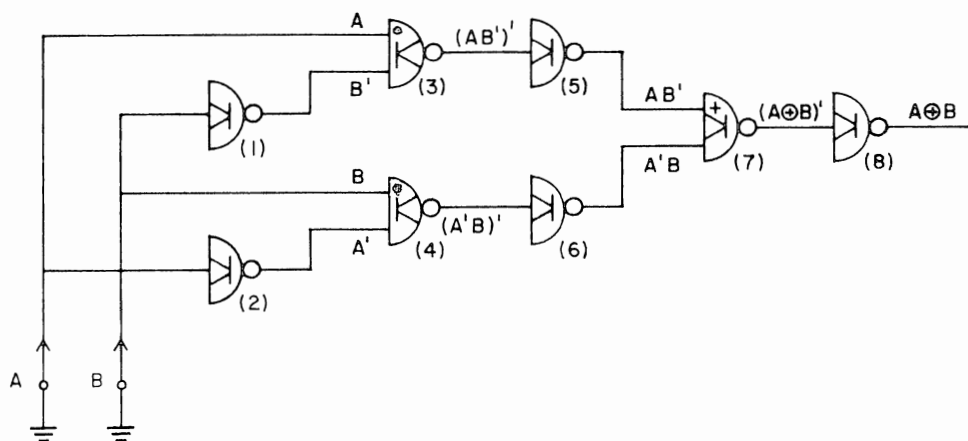 A
B'
(3)
(AB')'
(5)
AB'
(1)
+
(7)
(A⊕B)'
(8)
A⊕B
A'B
B
A'
(4)
(A'B)'
(6)
(2)
A
B